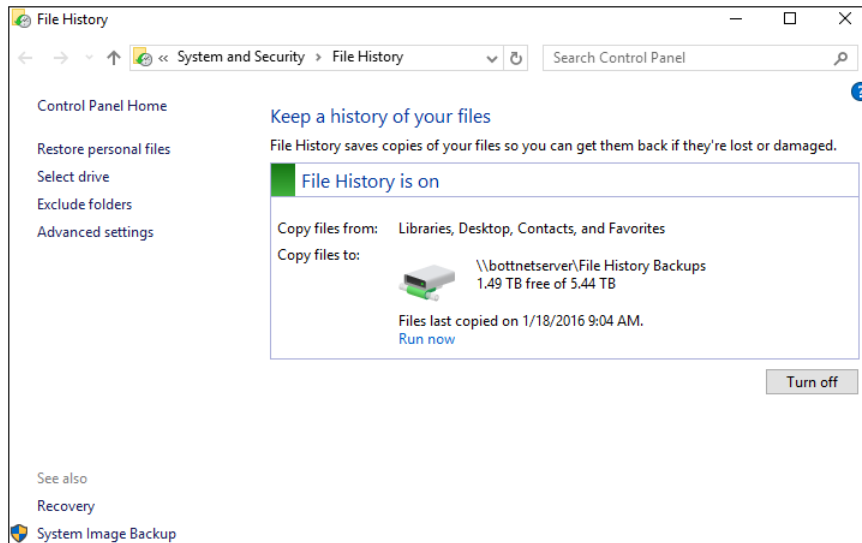 File History
« System and Security › File History
Search Control Panel
Control Panel Home
Restore personal files
Select drive
Exclude folders
Advanced settings
Keep a history of your files
File History saves copies of your files so you can get them back if they're lost or damaged.
File History is on
Copy files from: Libraries, Desktop, Contacts, and Favorites
Copy files to:
\\bottnetserver\File History Backups
1.49 TB free of 5.44 TB
Files last copied on 1/18/2016 9:04 AM.
Run now
Turn off
See also
Recovery
System Image Backup